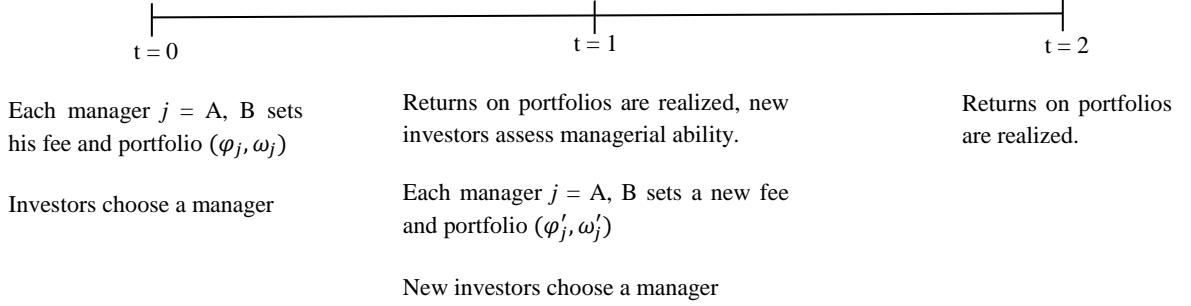 t = 0
t = 1
t = 2
Each manager j = A, B sets
his fee and portfolio (φⱼ, ωⱼ)
Investors choose a manager
Returns on portfolios are realized, new
investors assess managerial ability.
Each manager j = A, B sets a new fee
and portfolio (φ′ⱼ, ω′ⱼ)
New investors choose a manager
Returns on portfolios
are realized.